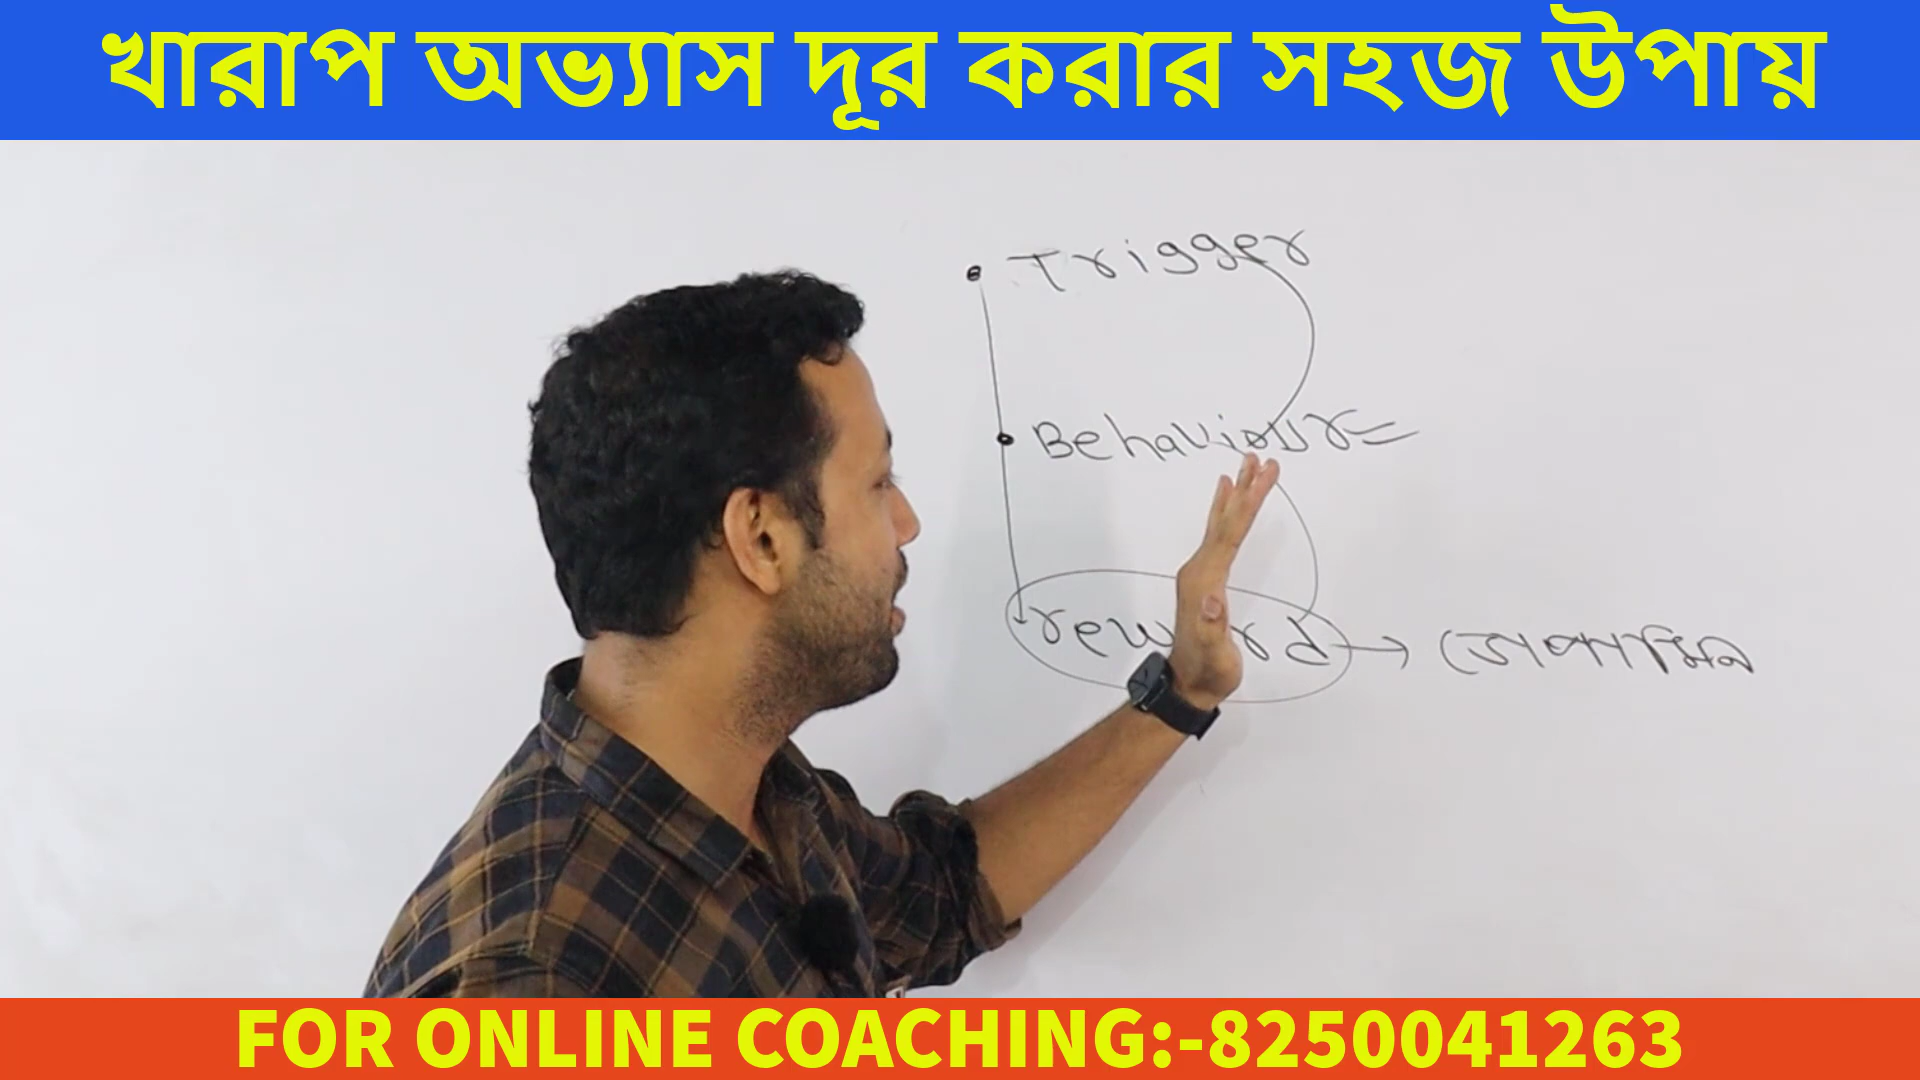 খারাপ অভ্যাস দূর করার সহজ উপায়
Trigger
Behaviour
reward → ডোপামিন
FOR ONLINE COACHING:-8250041263